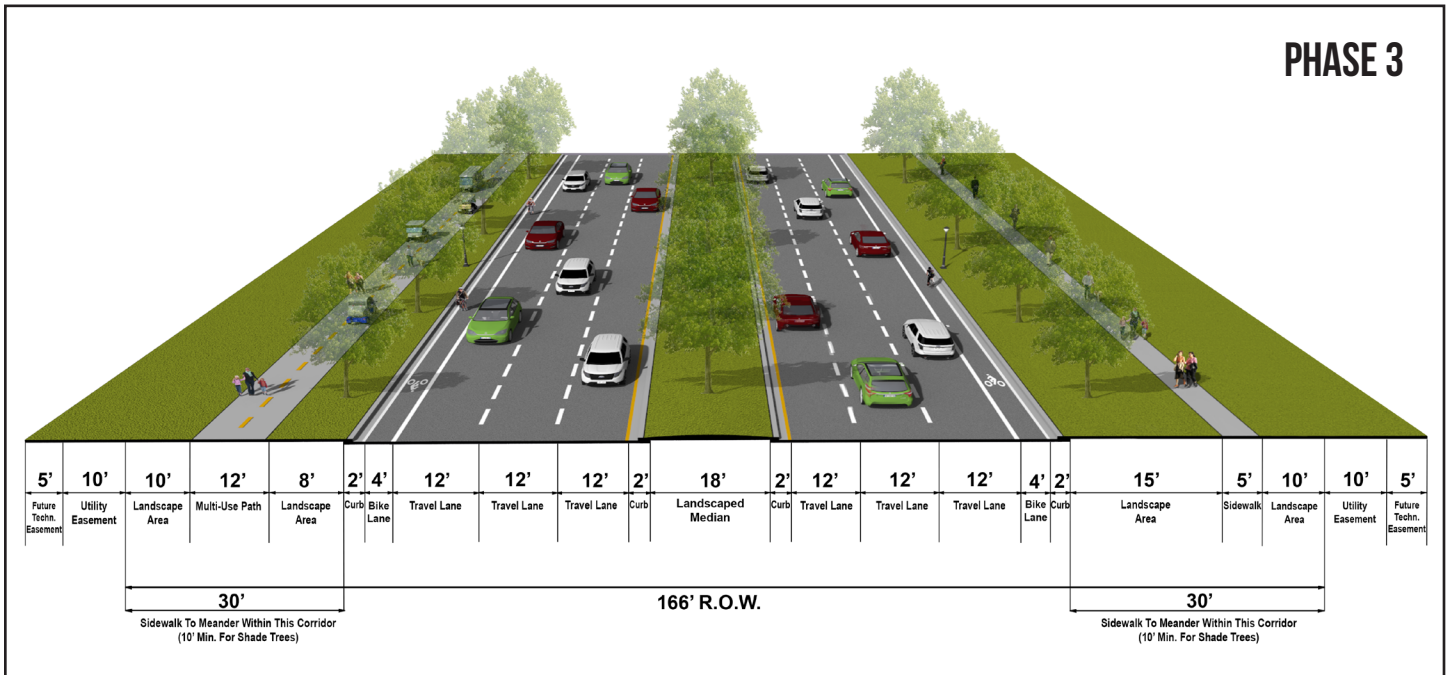 PHASE 3
5' 10' 10' 12' 8' 2' 4' 12' 12' 12' 2' 18' 2' 12' 12' 12' 4' 2' 15' 5' 10' 10' 5'
Future Techn. Easement
Utility Easement
Landscape Area
Multi-Use Path
Landscape Area
Curb
Bike Lane
Travel Lane
Travel Lane
Travel Lane
Curb
Landscaped Median
Curb
Travel Lane
Travel Lane
Travel Lane
Bike Lane
Curb
Landscape Area
Sidewalk
Landscape Area
Utility Easement
Future Techn. Easement
30'
166' R.O.W.
30'
Sidewalk To Meander Within This Corridor
(10' Min. For Shade Trees)
Sidewalk To Meander Within This Corridor
(10' Min. For Shade Trees)